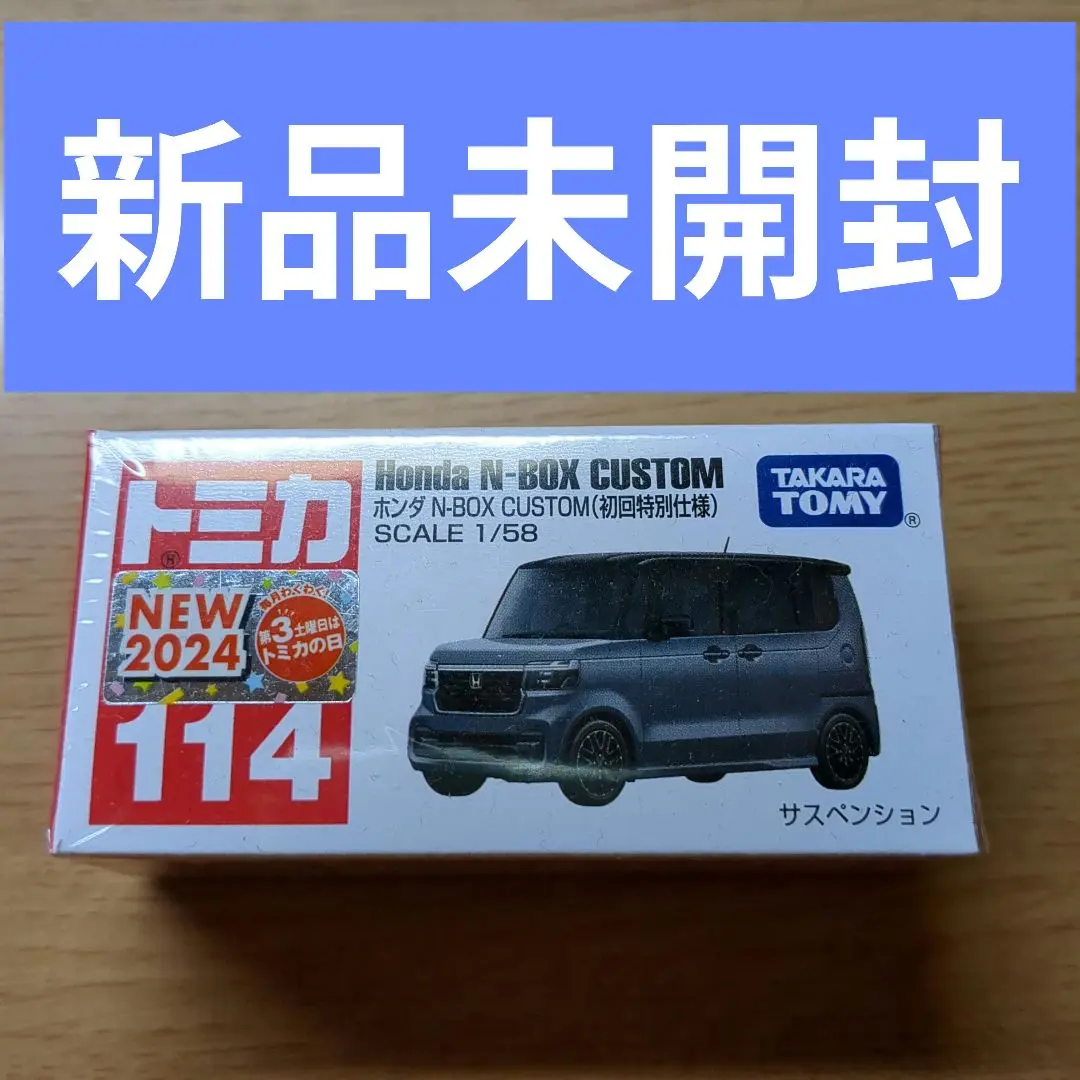 新品未開封
トミカ
NEW
2024
毎月わくわく!
第3土曜日は
トミカの日
114
Honda N-BOX CUSTOM
ホンダ N-BOX CUSTOM(初回特別仕様)
SCALE 1/58
TAKARA
TOMY
サスペンション